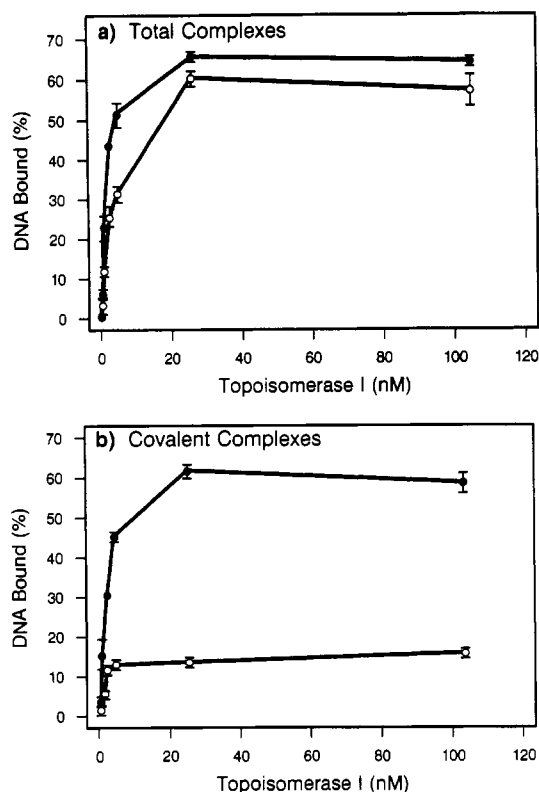 a) Total Complexes
70
60
50
40
30
20
10
0
DNA Bound (%)
0 20 40 60 80 100 120
Topoisomerase I (nM)
b) Covalent Complexes
70
60
50
40
30
20
10
0
DNA Bound (%)
0 20 40 60 80 100 120
Topoisomerase I (nM)